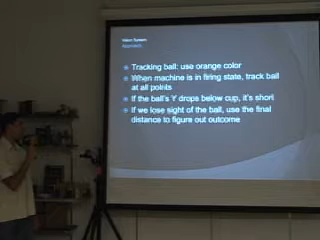 Vision System
Tracking ball: use orange color
When machine is in firing state, track ball
at all points
If the ball's 'r' drops below cup, it's short
If we lose sight of the ball, use the final
distance to figure out outcome